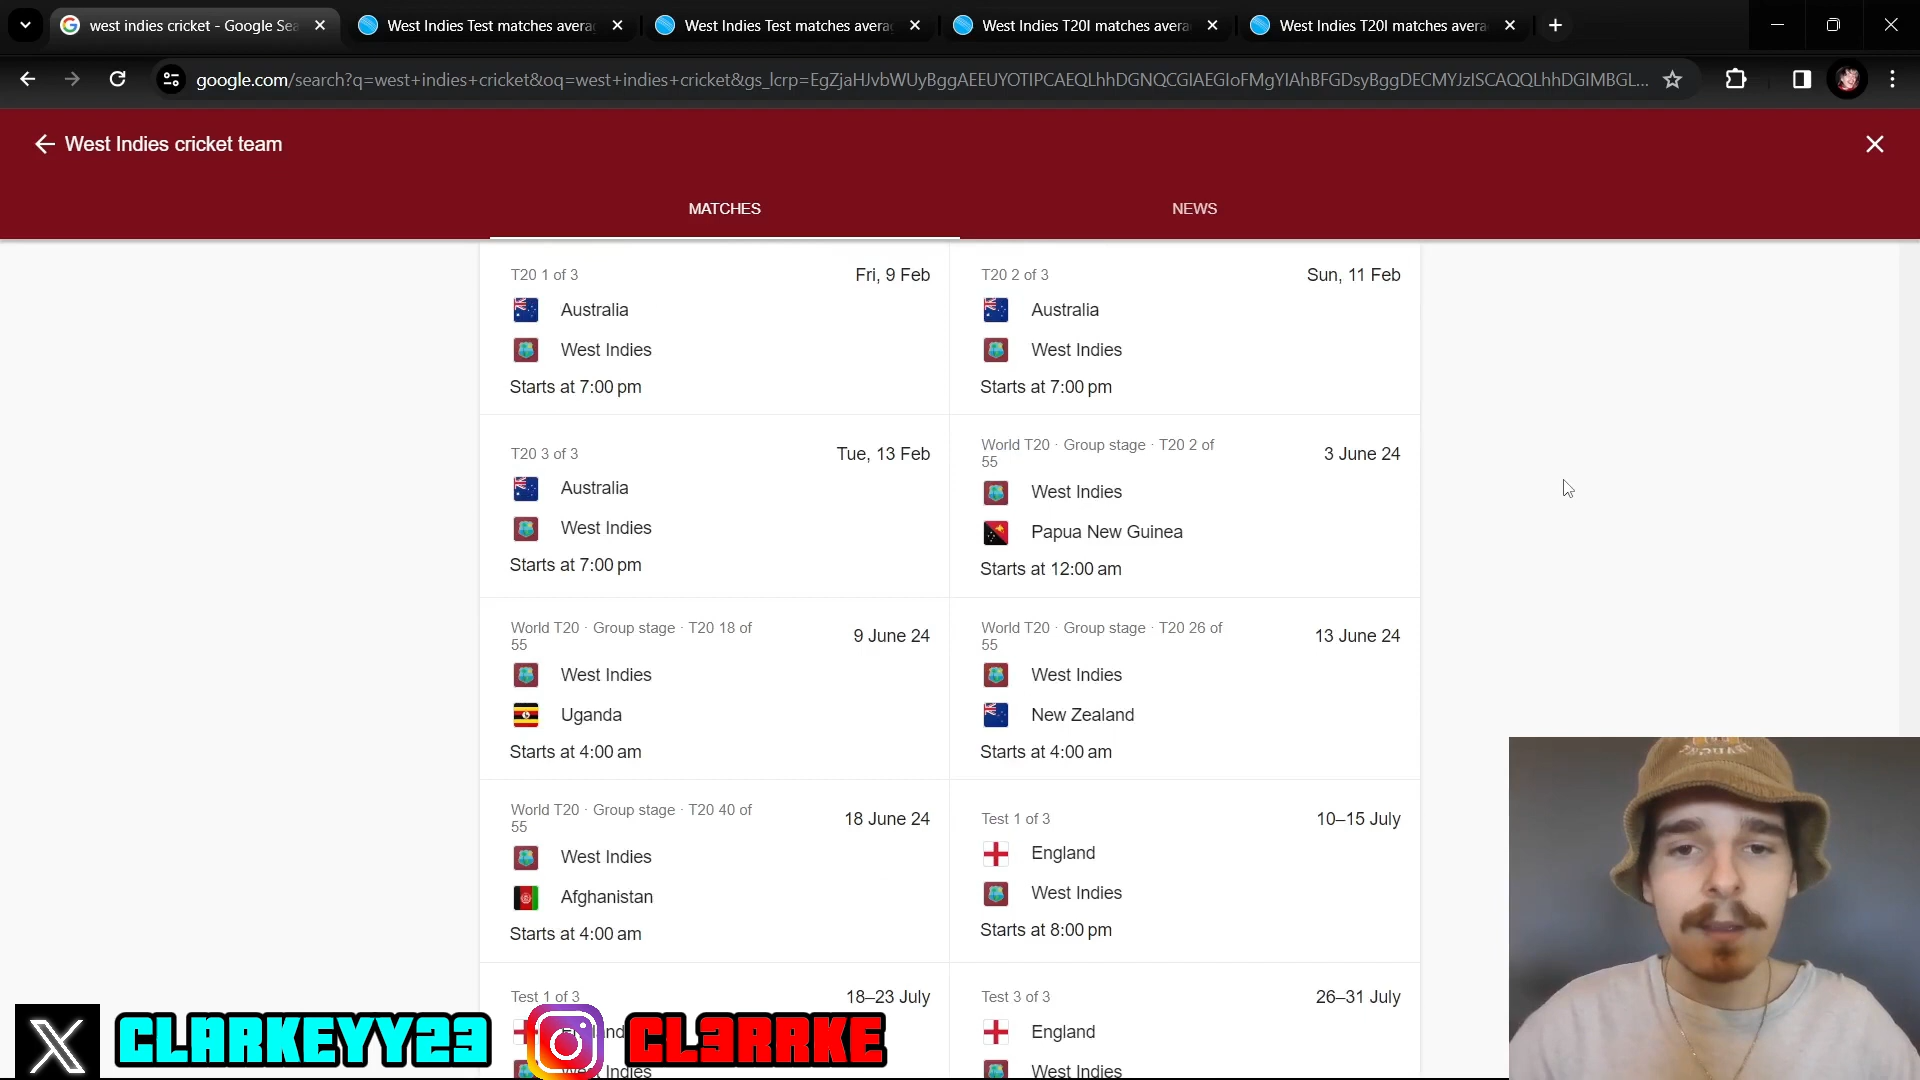 west indies cricket - Google Sea
West Indies Test matches avera
West Indies Test matches avera
West Indies T20I matches avera
West Indies T20I matches avera
google.com/search?q=west+indies+cricket&oq=west+indies+cricket&gs_lcrp=EgZjaHJvbWUyBggAEEUYOTIPCAEQLhhDGNQCGIAEGIoFMgYIAhBFGDsyBggDECMYJzISCAQQLhhDGIMBGL...
West Indies cricket team
MATCHES
NEWS
T20 1 of 3
Fri, 9 Feb
Australia
West Indies
Starts at 7:00 pm
T20 2 of 3
Sun, 11 Feb
Australia
West Indies
Starts at 7:00 pm
T20 3 of 3
Tue, 13 Feb
Australia
West Indies
Starts at 7:00 pm
World T20 · Group stage · T20 2 of
55
3 June 24
West Indies
Papua New Guinea
Starts at 12:00 am
World T20 · Group stage · T20 18 of
55
9 June 24
West Indies
Uganda
Starts at 4:00 am
World T20 · Group stage · T20 26 of
55
13 June 24
West Indies
New Zealand
Starts at 4:00 am
World T20 · Group stage · T20 40 of
55
18 June 24
West Indies
Afghanistan
Starts at 4:00 am
Test 1 of 3
10–15 July
England
West Indies
Starts at 8:00 pm
Test 1 of 3
18–23 July
England
West Indies
Test 3 of 3
26–31 July
England
West Indies
CLARKEYY23
CL3RRKE